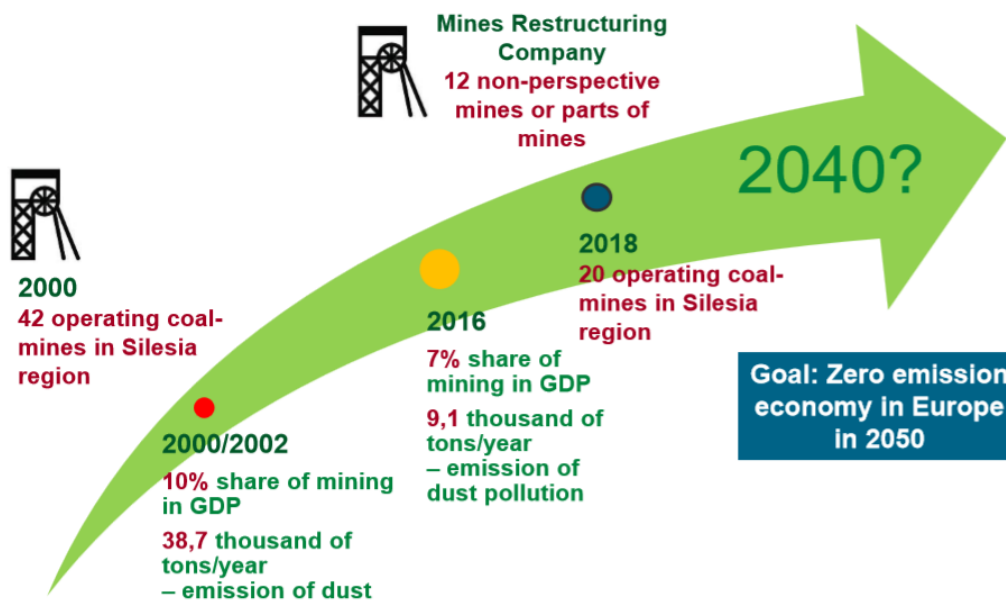 2000
42 operating coal-
mines in Silesia
region
2000/2002
10% share of mining
in GDP
38,7 thousand of
tons/year
– emission of dust
Mines Restructuring
Company
12 non-perspective
mines or parts of
mines
2016
7% share of
mining in GDP
9,1 thousand of
tons/year
– emission of
dust pollution
2018
20 operating coal-
mines in Silesia
region
2040?
Goal: Zero emission
economy in Europe
in 2050